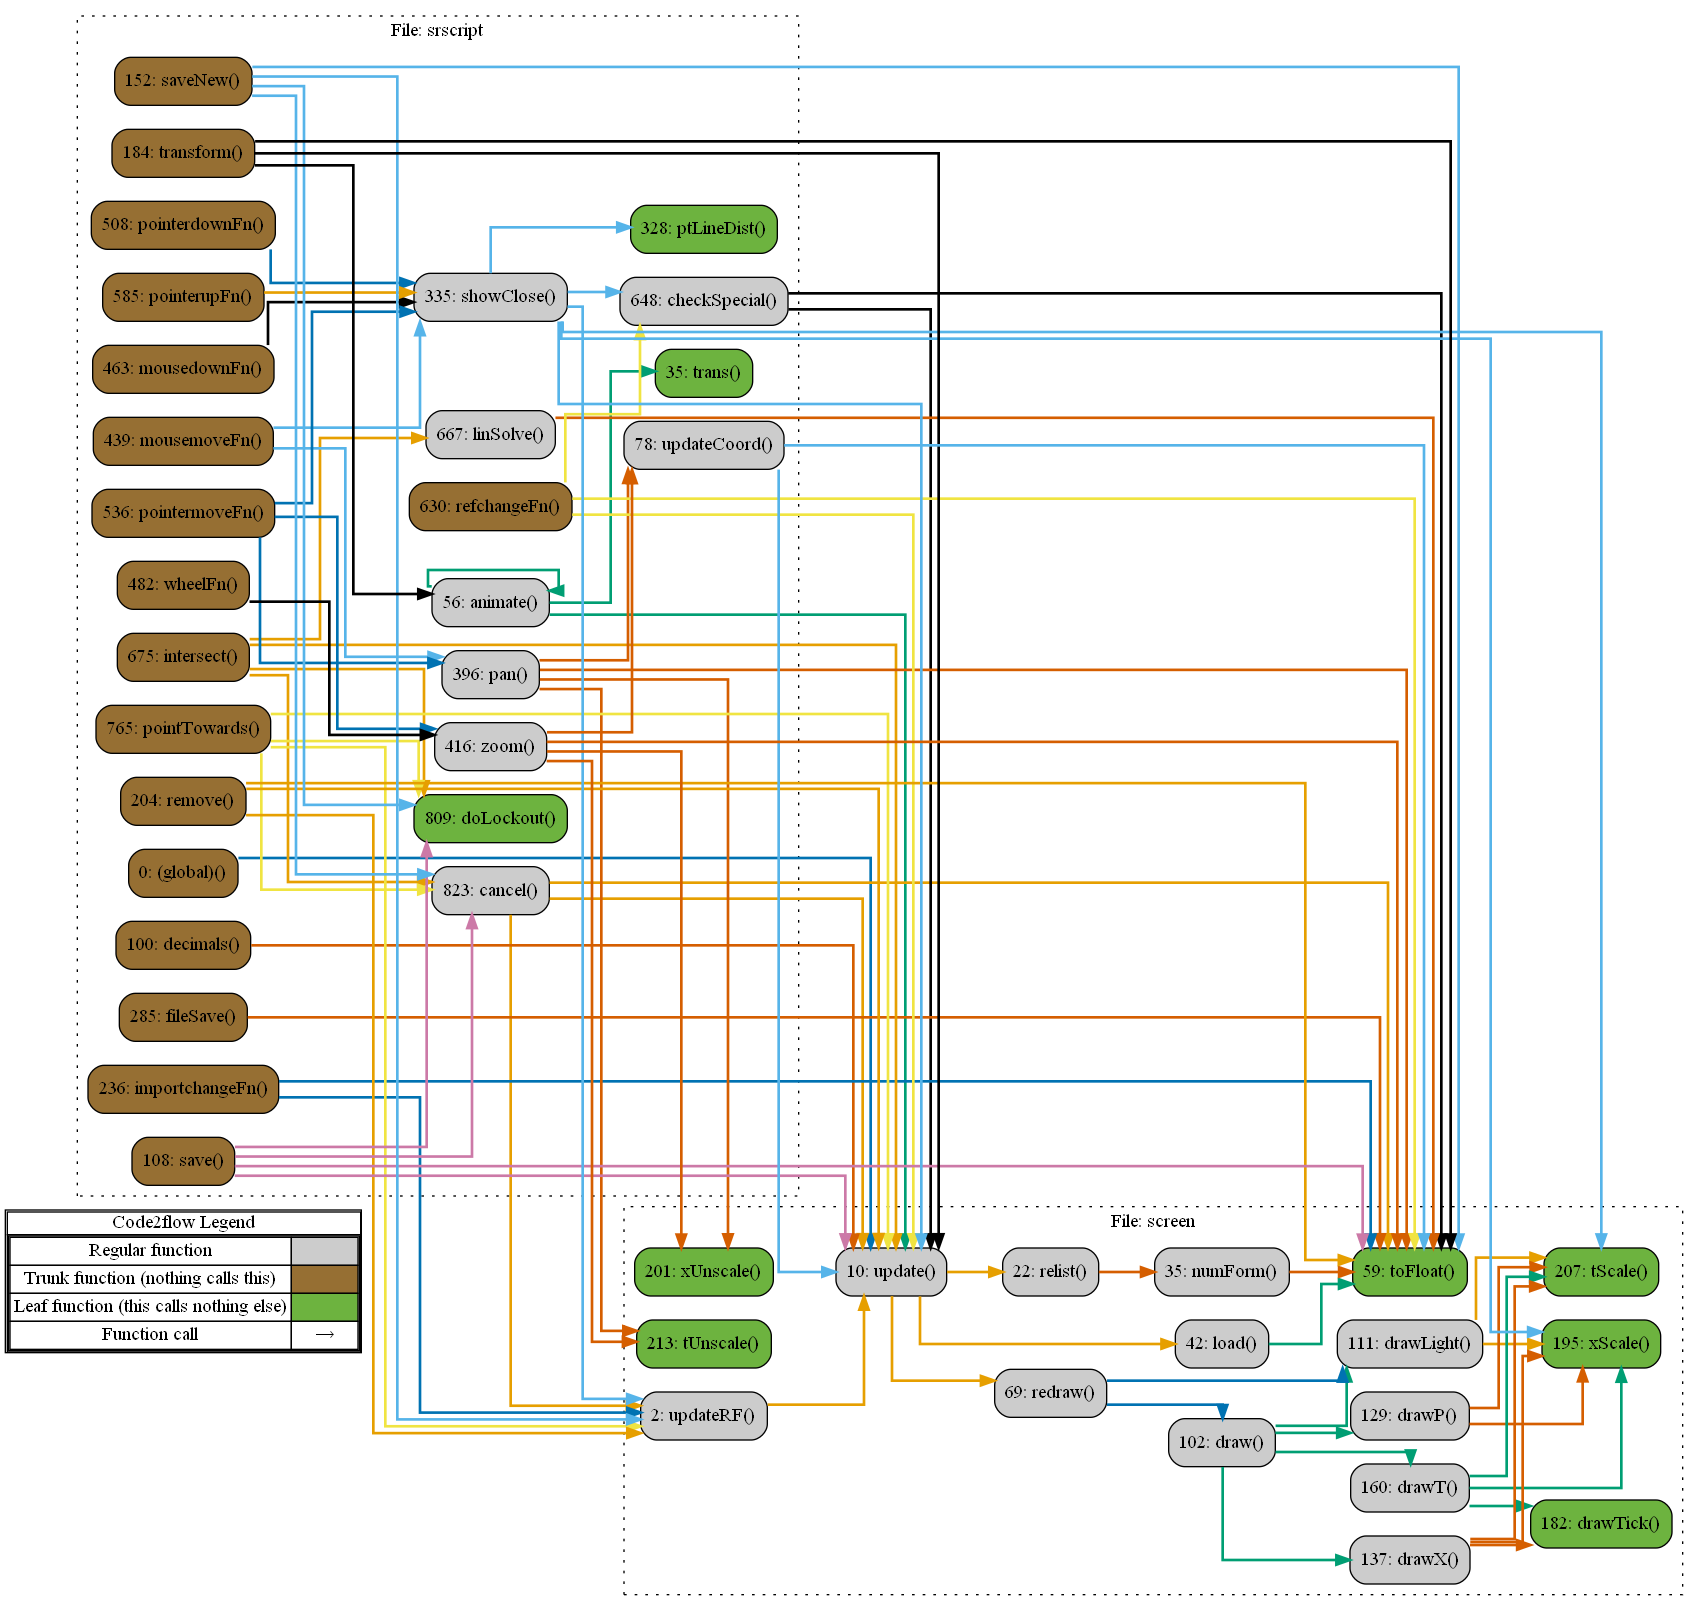 File: srscript
152: saveNew()
184: transform()
508: pointerdownFn()
328: ptLineDist()
585: pointerupFn()
335: showClose()
648: checkSpecial()
463: mousedownFn()
35: trans()
439: mousemoveFn()
667: linSolve()
78: updateCoord()
536: pointermoveFn()
630: refchangeFn()
482: wheelFn()
56: animate()
675: intersect()
396: pan()
765: pointTowards()
416: zoom()
204: remove()
809: doLockout()
0: (global)()
823: cancel()
100: decimals()
285: fileSave()
236: importchangeFn()
108: save()
Code2flow Legend
Regular function
Trunk function (nothing calls this)
Leaf function (this calls nothing else)
Function call →
File: screen
201: xUnscale()
10: update()
22: relist()
35: numForm()
59: toFloat()
207: tScale()
213: tUnscale()
42: load()
111: drawLight()
195: xScale()
2: updateRF()
69: redraw()
129: drawP()
102: draw()
160: drawT()
182: drawTick()
137: drawX()